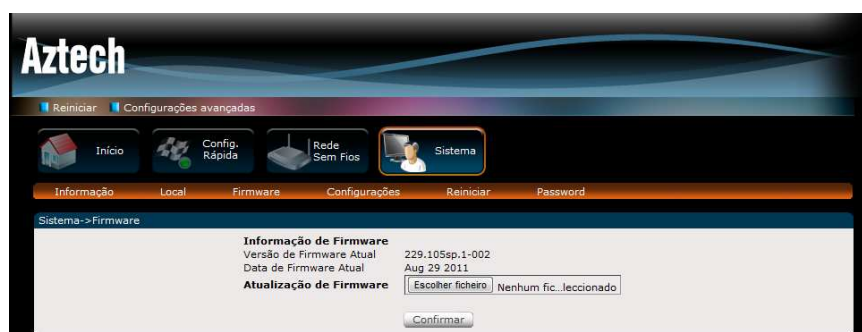 Aztech
Reiniciar Configurações avançadas
Início Config. Rápida Rede Sem Fios Sistema
Informação Local Firmware Configurações Reiniciar Password
Sistema->Firmware
Informação de Firmware
Versão de Firmware Atual 229.105sp.1-002
Data de Firmware Atual Aug 29 2011
Atualização de Firmware Escolher ficheiro Nenhum fic...leccionado
Confirmar